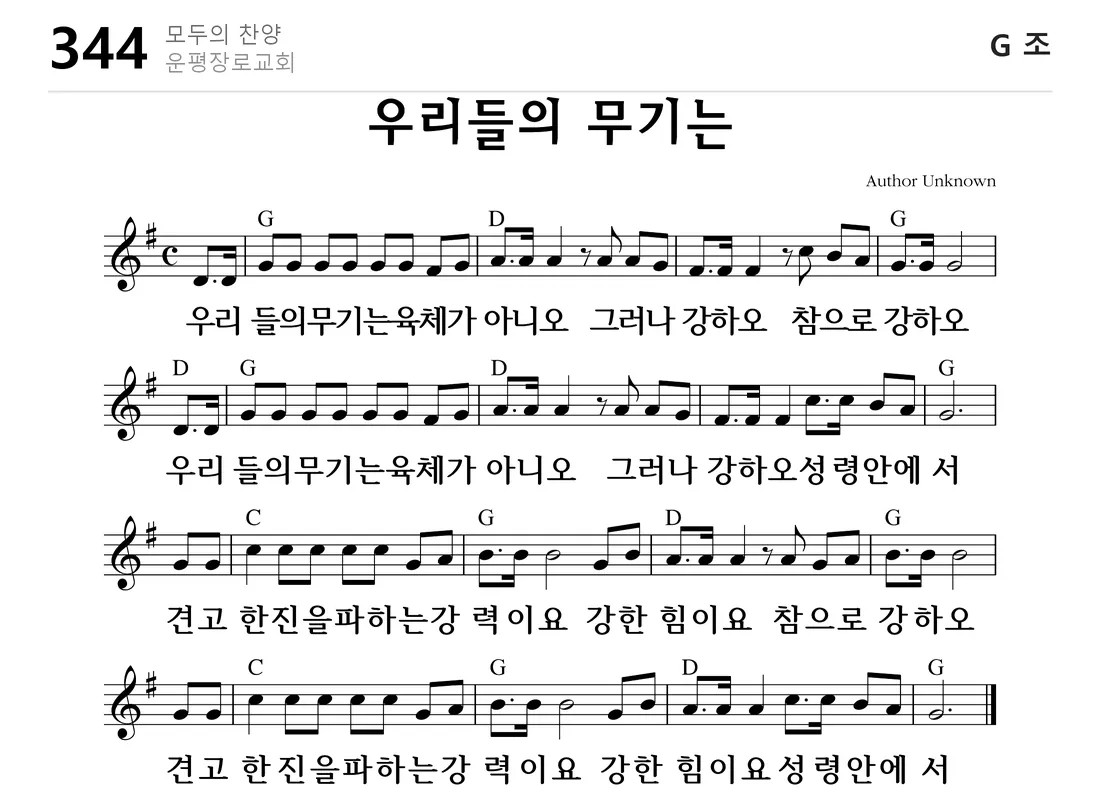 344 모두의 찬양
운평장로교회
G 조
우리들의 무기는
Author Unknown
G D G
우리 들의무기는육체가 아니오 그러나 강하오 참으로 강하오
D G D G
우리 들의무기는육체가 아니오 그러나 강하오성령안에 서
C G D G
견고 한진을파하는강 력이요 강한 힘이요 참으로 강하오
C G D G
견고 한진을파하는강 력이요 강한 힘이요성령안에 서